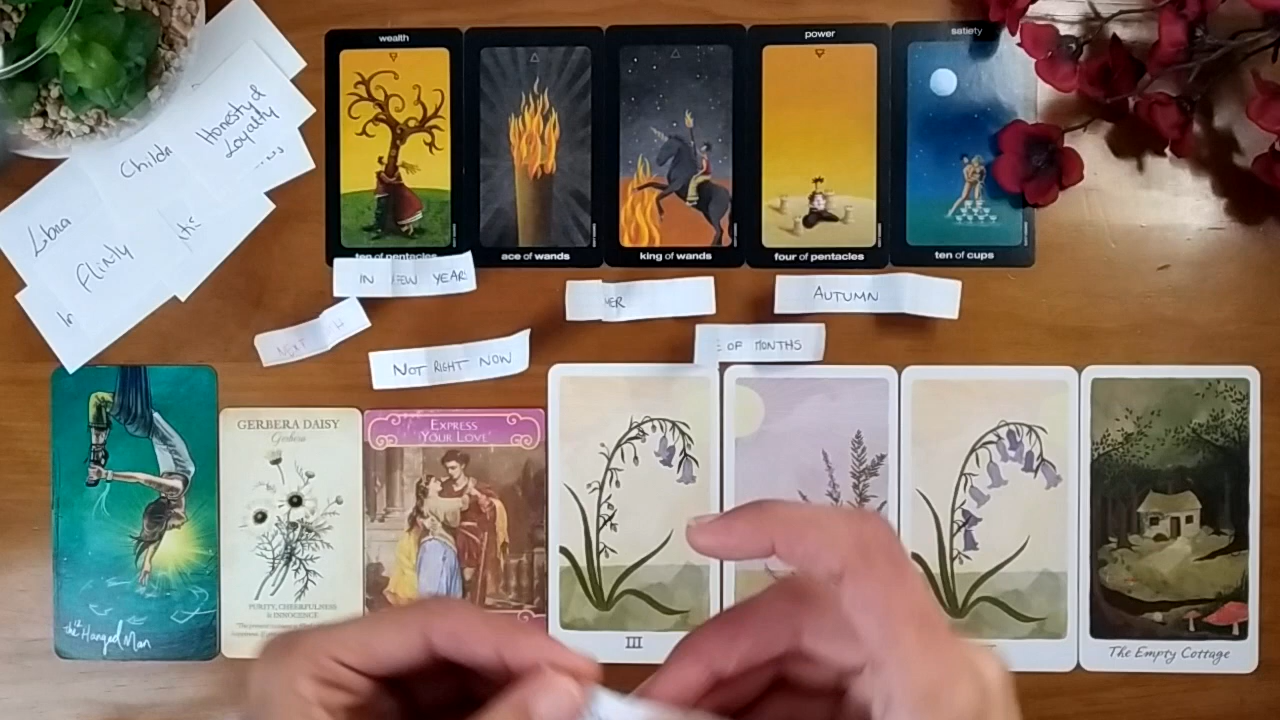 wealth
power
satiety
ten of pentacles
ace of wands
king of wands
four of pentacles
ten of cups
Honesty &
Loyalty
Libra
Flinty
IN FEW YEAR
AUTUMN
NEXT
NOT RIGHT NOW
OF MONTHS
the Hanged Man
GERBERA DAISY
Gerbera
PURITY, CHEERFULNESS
& INNOCENCE
EXPRESS
YOUR LOVE
III
The Empty Cottage